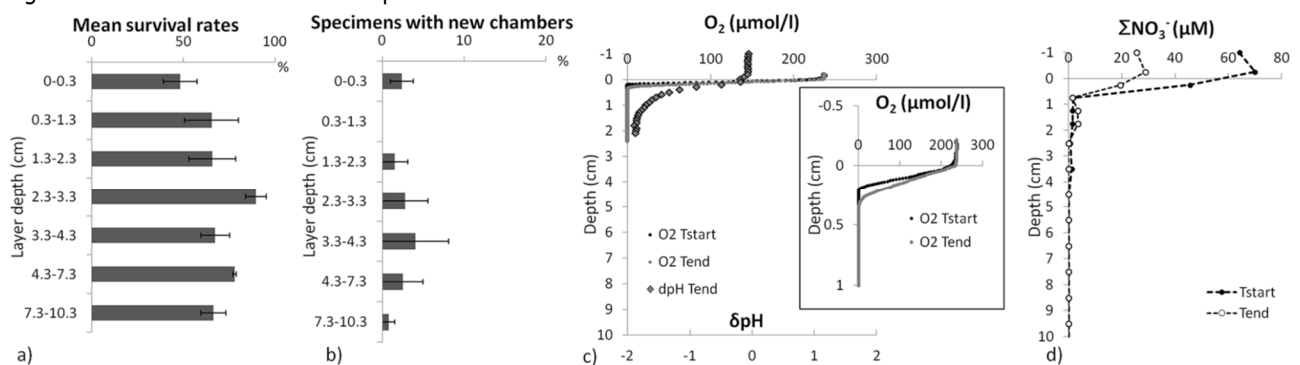 Mean survival rates
0 50 100
%
0-0.3
0.3-1.3
1.3-2.3
2.3-3.3
3.3-4.3
4.3-7.3
7.3-10.3
Layer depth (cm)
a)
Specimens with new chambers
0 10 20
%
0-0.3
0.3-1.3
1.3-2.3
2.3-3.3
3.3-4.3
4.3-7.3
7.3-10.3
Layer depth (cm)
b)
O2 (µmol/l)
0 100 200 300
-1
0
1
2
3
4
5
6
7
8
9
10
Depth (cm)
O2 Tstart
O2 Tend
dpH Tend
δpH
-2 -1 0 1 2
c)
O2 (µmol/l)
0 100 200 300
-0.5
0
0.5
1
Depth (cm)
O2 Tstart
O2 Tend
ΣNO3⁻(µM)
0 20 40 60 80
-1
0
1
2
3
4
5
6
7
8
9
10
Depth (cm)
Tstart
Tend
d)